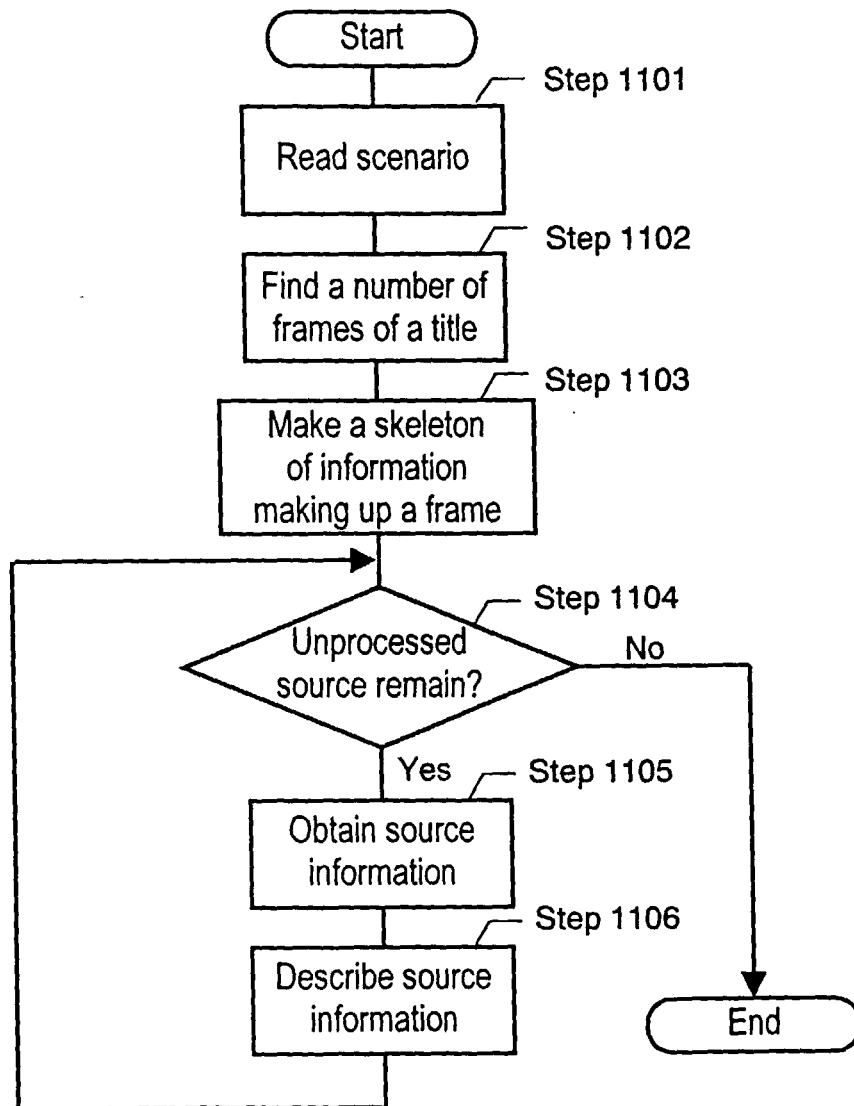 Start
Step 1101
Read scenario
Step 1102
Find a number of
frames of a title
Step 1103
Make a skeleton
of information
making up a frame
Step 1104
Unprocessed
source remain?
No
Yes
Step 1105
Obtain source
information
Step 1106
Describe source
information
End